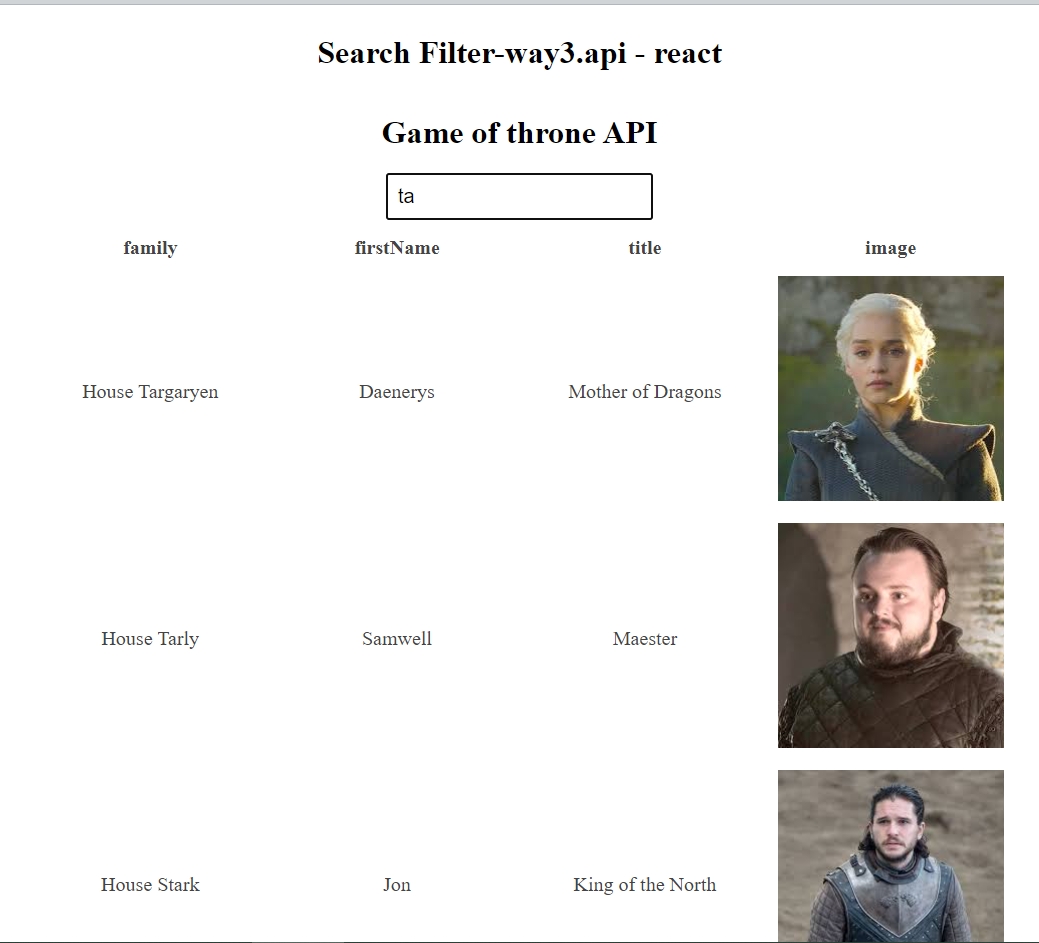 Search Filter-way3.api - react
Game of throne API
ta
family firstName title image
House Targaryen Daenerys Mother of Dragons
House Tarly Samwell Maester
House Stark Jon King of the North